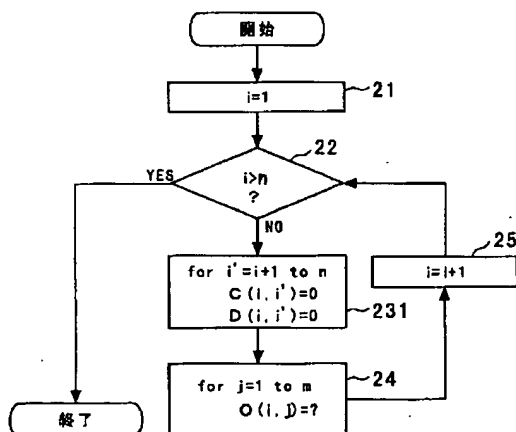 開始
i=1
21
22
YES
i>n
?
NO
25
i=i+1
for i'=i+1 to n
C(i, i')=0
D(i, i')=0
231
for j=1 to m
O(i, j)=?
24
終了